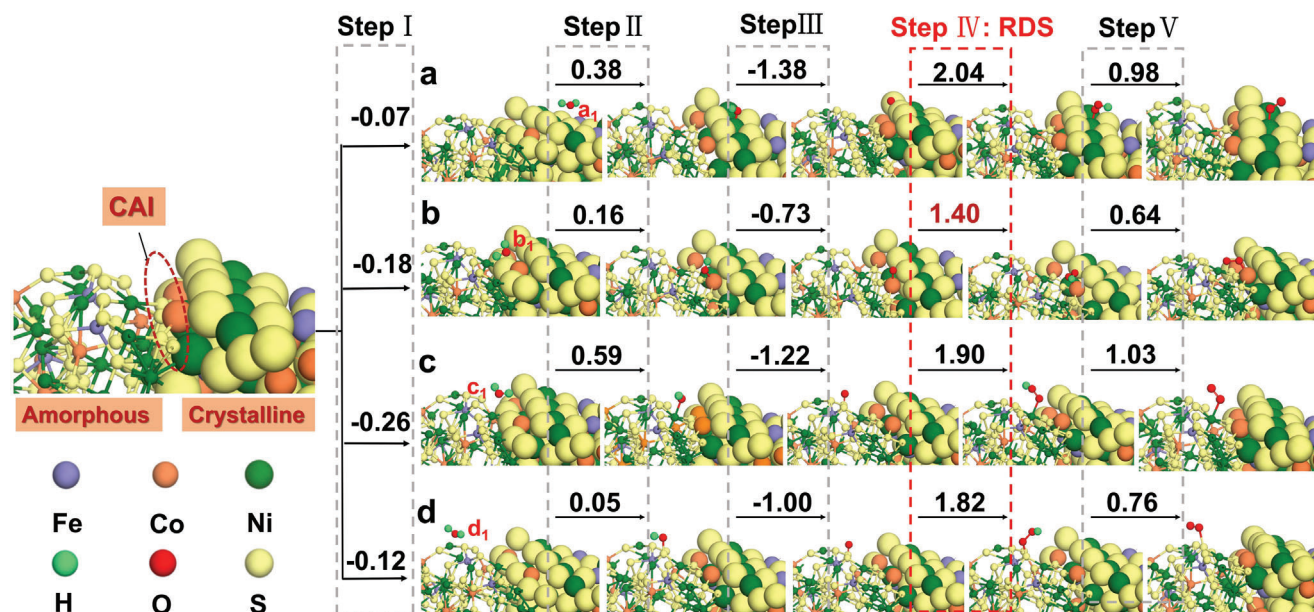 Step Ⅰ
Step Ⅱ
StepⅢ
Step Ⅳ: RDS
Step Ⅴ
a
-0.07
0.38
-1.38
2.04
0.98
a1
b
-0.18
0.16
-0.73
1.40
0.64
b1
CAI
Amorphous
Crystalline
c
-0.26
0.59
-1.22
1.90
1.03
c1
d
-0.12
0.05
-1.00
1.82
0.76
d1
Fe
Co
Ni
H
O
S